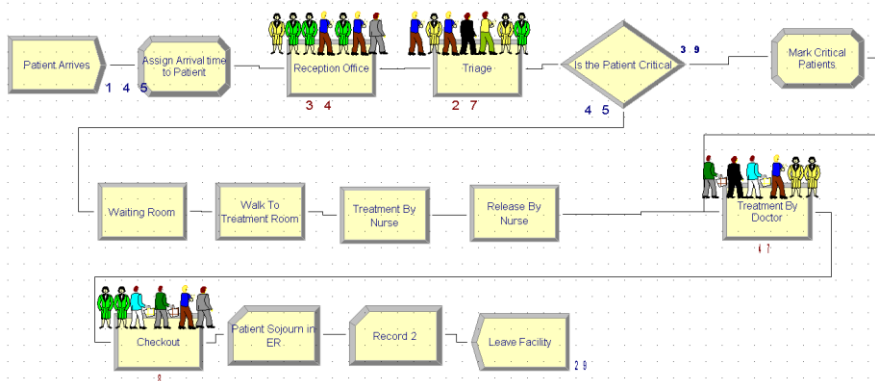 Patient Arrives
1 4 5
Assign Arrival time
to Patient
Reception Office
3 4
Triage
2 7
Is the Patient Critical
3 9
4 5
Mark Critical
Patients
Waiting Room
Walk To
Treatment Room
Treatment By
Nurse
Release By
Nurse
Treatment By
Doctor
Checkout
Patient Sojourn in
ER
Record 2
Leave Facility
2 9